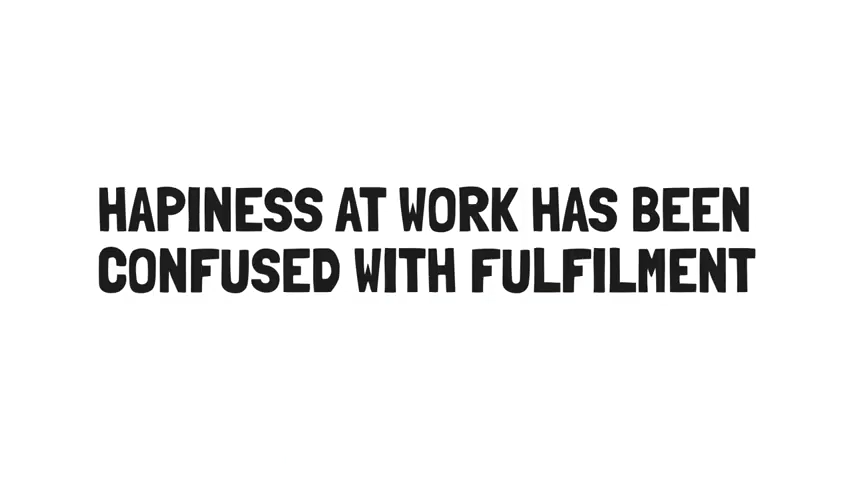 HAPINESS AT WORK HAS BEEN
CONFUSED WITH FULFILMENT